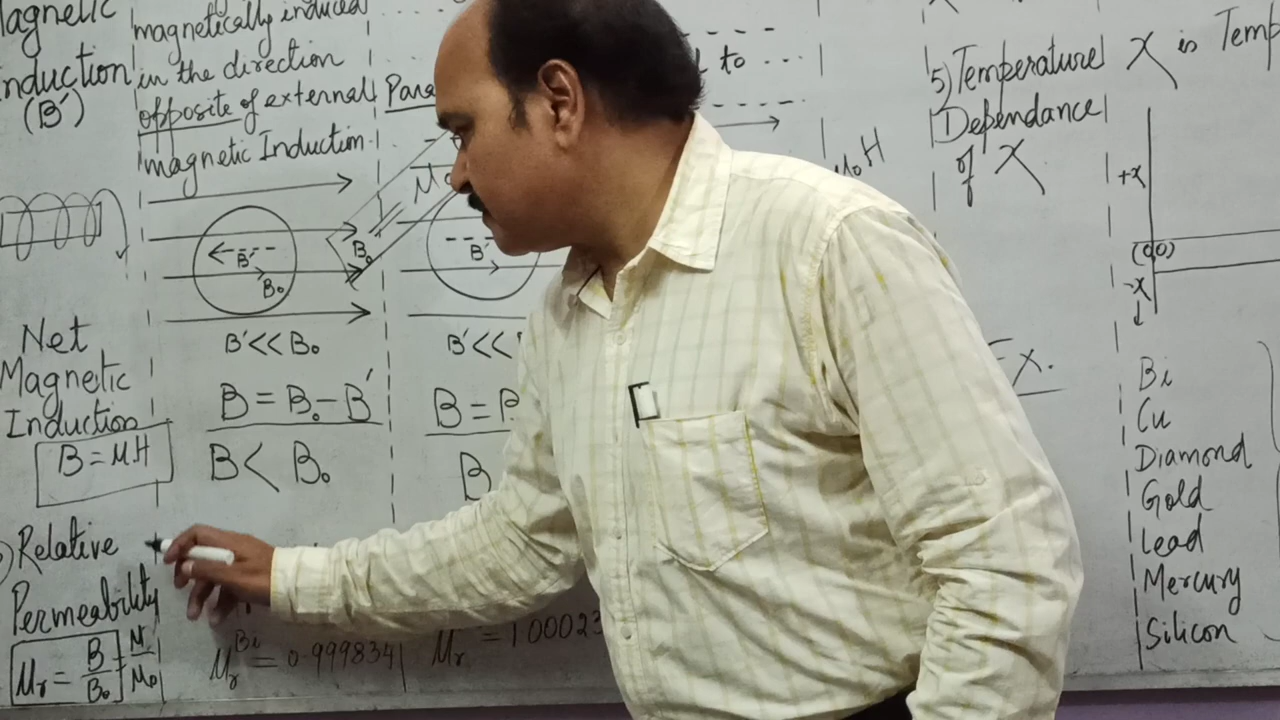 Magnetic
Induction
(B')
magnetically induced
in the direction
opposite of external
magnetic Induction.
B'
B₀
B'<<B₀
Net
Magnetic
Induction
B = μH
B = B₀ - B'
B < B₀
Relative
Permeability
μr = B/B₀ =
μ₀
μr^Bi = 0.999834
B₀
B'
B'<<
B =
B
μr = 1.00023
to ...
μ₀H
χ.
5) Temperature
Dependance
of χ
χ is Temp
+χ
(0,0)
-χ
Bi
Cu
Diamond
Gold
Lead
Mercury
Silicon